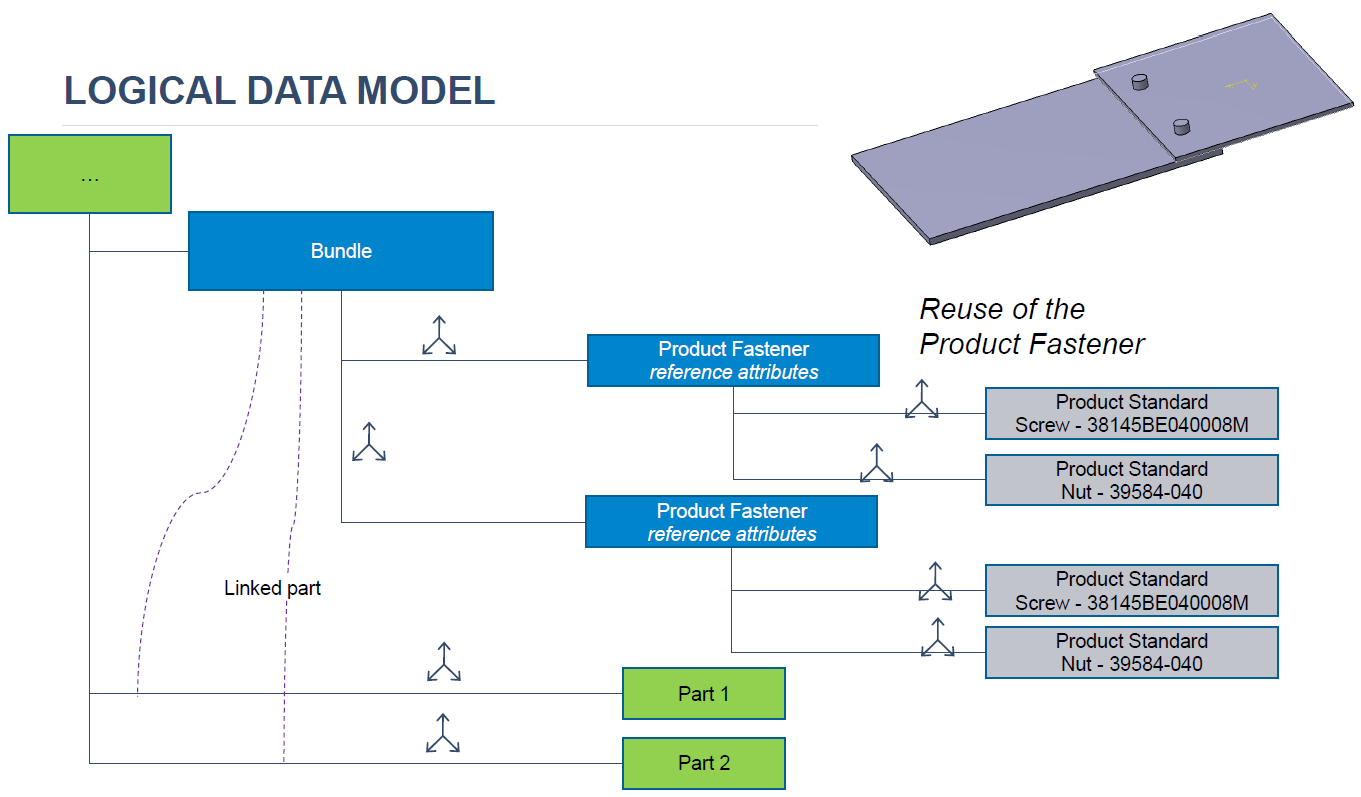 LOGICAL DATA MODEL
...
Bundle
Reuse of the
Product Fastener
Product Fastener
reference attributes
Product Standard
Screw - 38145BE040008M
Product Standard
Nut - 39584-040
Product Fastener
reference attributes
Product Standard
Screw - 38145BE040008M
Product Standard
Nut - 39584-040
Linked part
Part 1
Part 2